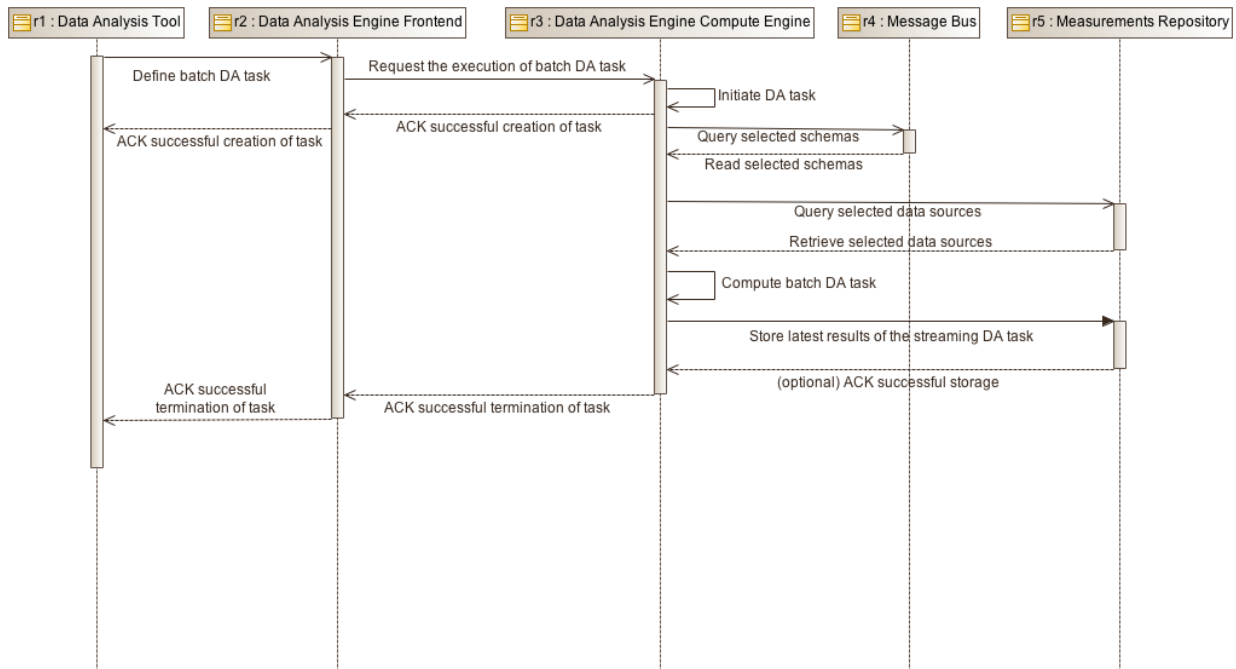 r1 : Data Analysis Tool
r2 : Data Analysis Engine Frontend
r3 : Data Analysis Engine Compute Engine
r4 : Message Bus
r5 : Measurements Repository
Define batch DA task
Request the execution of batch DA task
Initiate DA task
ACK successful creation of task
ACK successful creation of task
Query selected schemas
Read selected schemas
Query selected data sources
Retrieve selected data sources
Compute batch DA task
Store latest results of the streaming DA task
(optional) ACK successful storage
ACK successful termination of task
ACK successful
termination of task